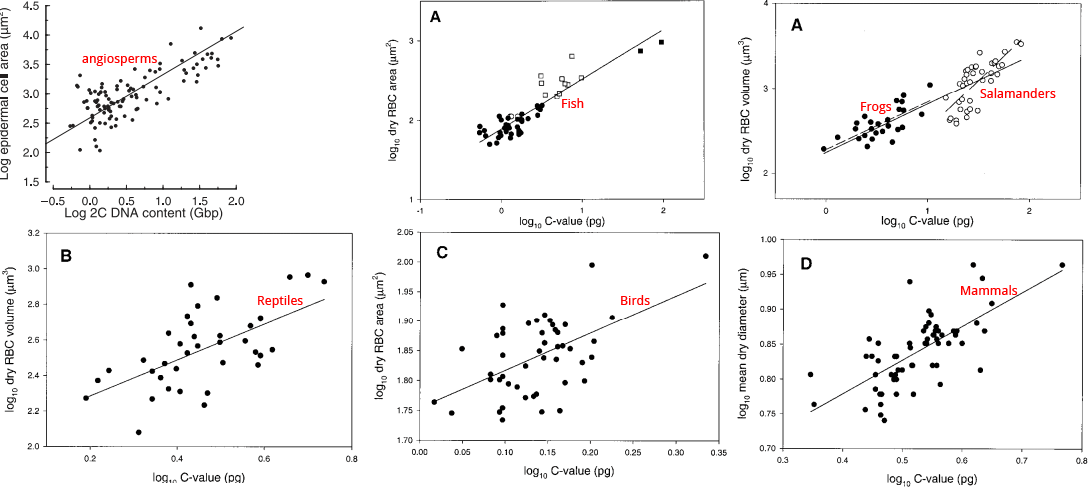 4.5
4.0
3.5
3.0
2.5
2.0
1.5
Log epidermal cell area (µm²)
angiosperms
−0.5 0.0 0.5 1.0 1.5 2.0
Log 2C DNA content (Gbp)
A
3
2
1
log₁₀ dry RBC area (µm²)
Fish
-1 0 1 2
log₁₀ C-value (pg)
A
4
3
2
log₁₀ dry RBC volume (µm³)
Frogs
Salamanders
0 1 2
log₁₀ C-value (pg)
B
3.2
3.0
2.8
2.6
2.4
2.2
2.0
log₁₀ dry RBC volume (µm³)
Reptiles
0.2 0.4 0.6 0.8
log₁₀ C-value (pg)
C
2.05
2.00
1.90
1.85
1.80
1.75
1.70
log₁₀ dry RBC area (µm²)
Birds
0.00 0.05 0.10 0.15 0.20 0.25 0.30 0.35
log₁₀ C-value (pg)
D
1.00
0.95
0.90
0.85
0.80
0.75
0.70
log₁₀ mean dry diameter (µm)
Mammals
0.3 0.4 0.5 0.6 0.7 0.8
log₁₀ C-value (pg)